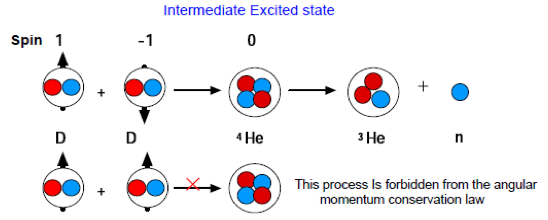 Intermediate Excited state
Spin 1 -1 0
+ +
D D ⁴He ³He n
+ This process Is forbidden from the angular
momentum conservation law